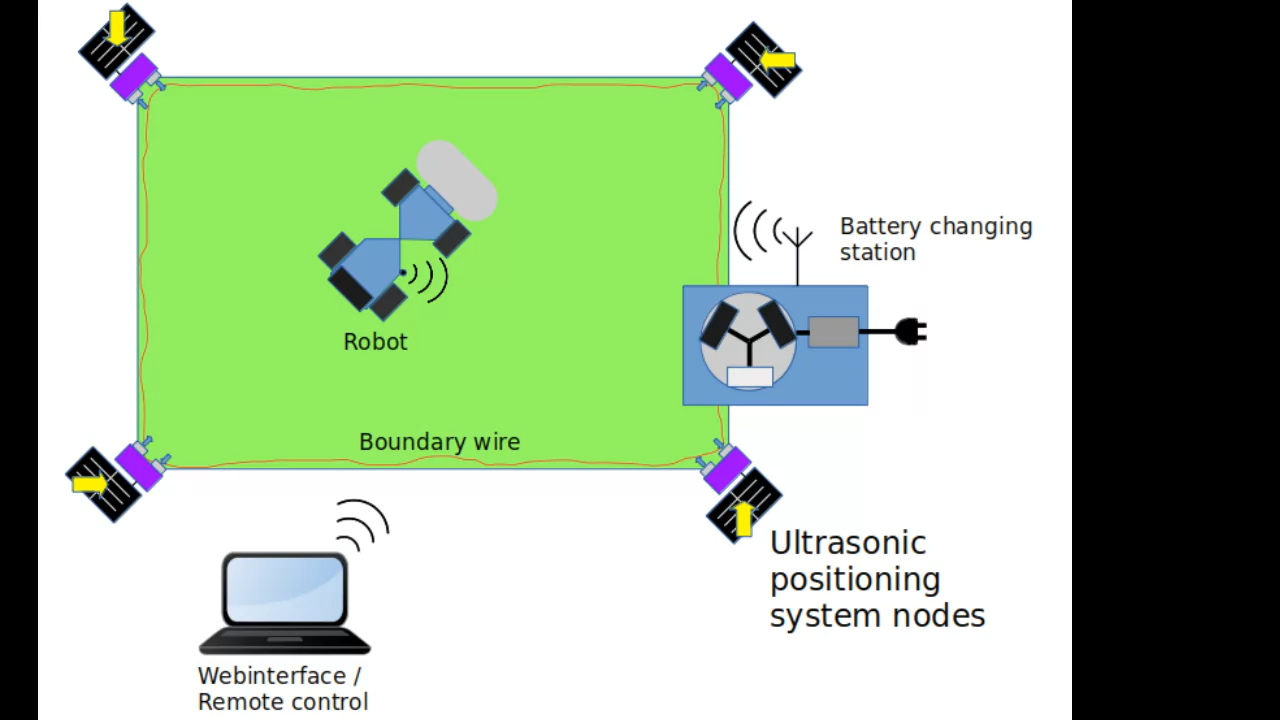 Battery changing
station
Robot
Boundary wire
Ultrasonic
positioning
system nodes
Webinterface /
Remote control